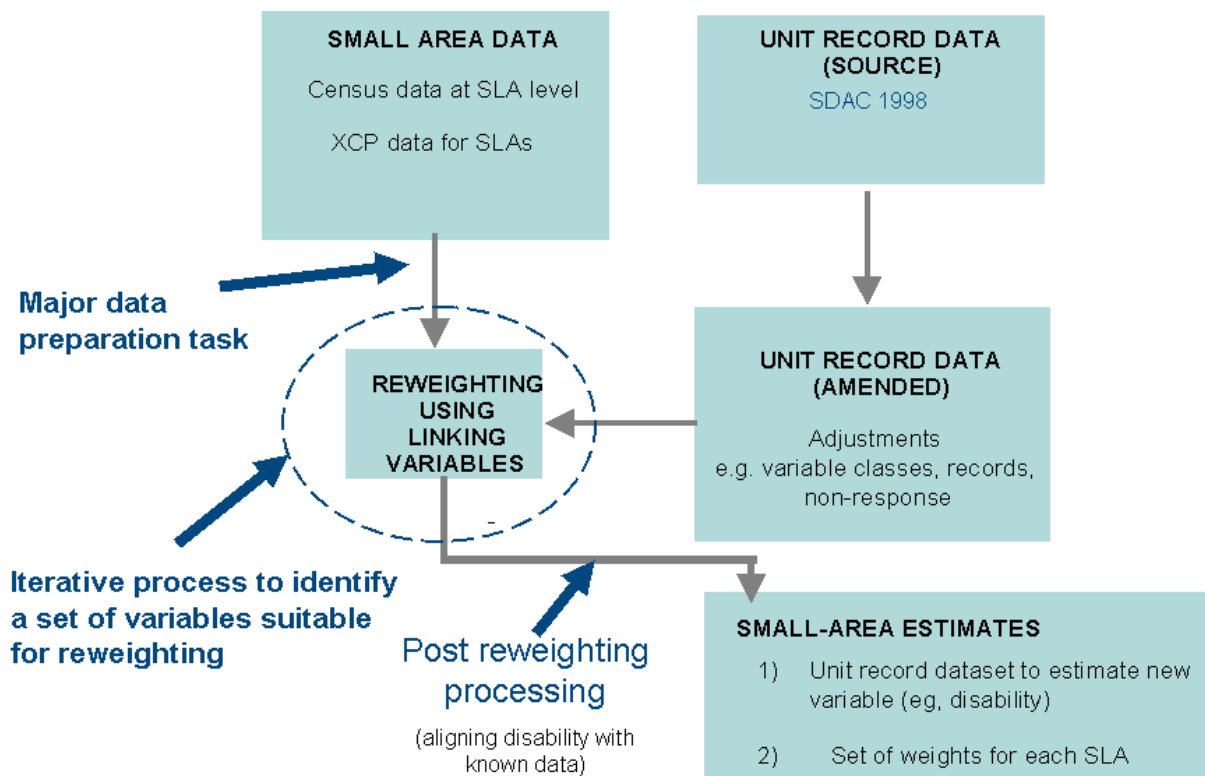 SMALL AREA DATA
Census data at SLA level
XCP data for SLAs
UNIT RECORD DATA
(SOURCE)
SDAC 1998
Major data
preparation task
REWEIGHTING
USING
LINKING
VARIABLES
UNIT RECORD DATA
(AMENDED)
Adjustments
e.g. variable classes, records,
non-response
Iterative process to identify
a set of variables suitable
for reweighting
Post reweighting
processing
(aligning disability with
known data)
SMALL-AREA ESTIMATES
1) Unit record dataset to estimate new
variable (eg, disability)
2) Set of weights for each SLA